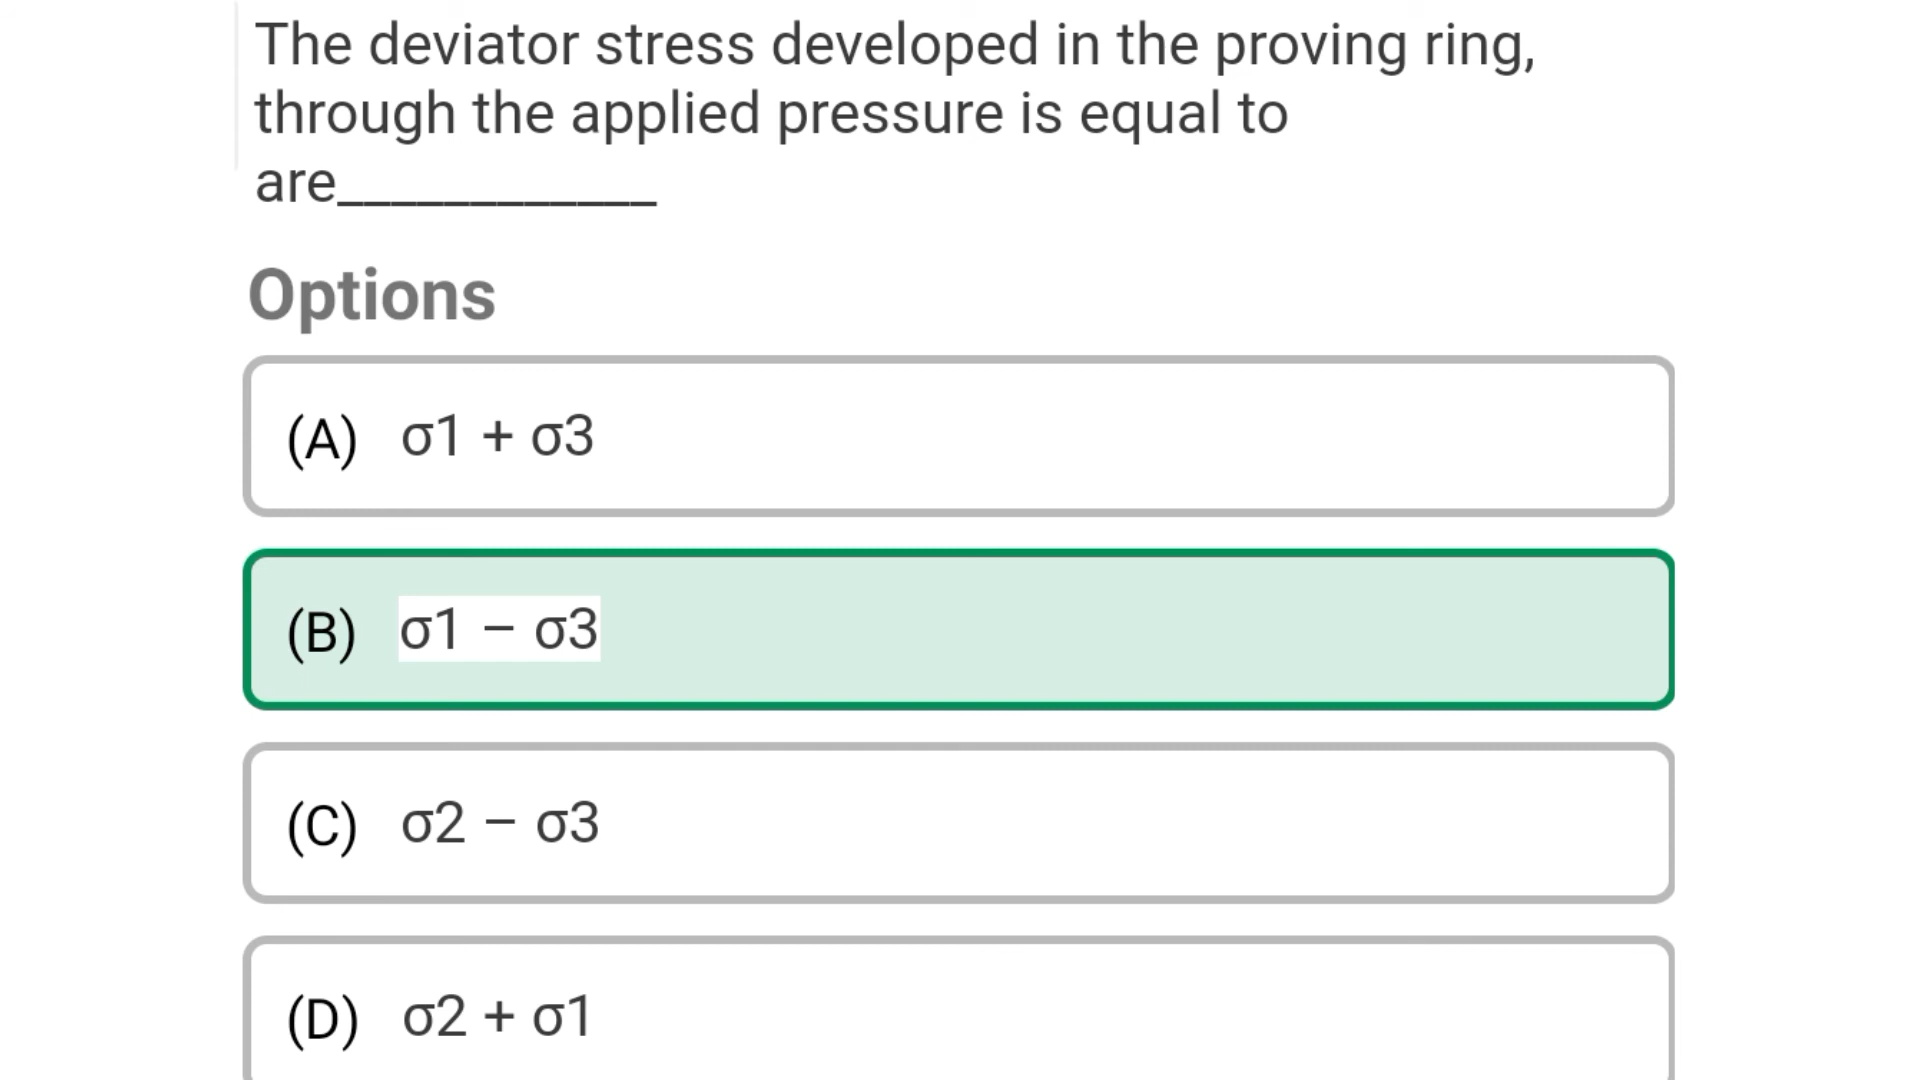 The deviator stress developed in the proving ring,
through the applied pressure is equal to
are____________
Options
(A) σ1 + σ3
(B) σ1 – σ3
(C) σ2 – σ3
(D) σ2 + σ1